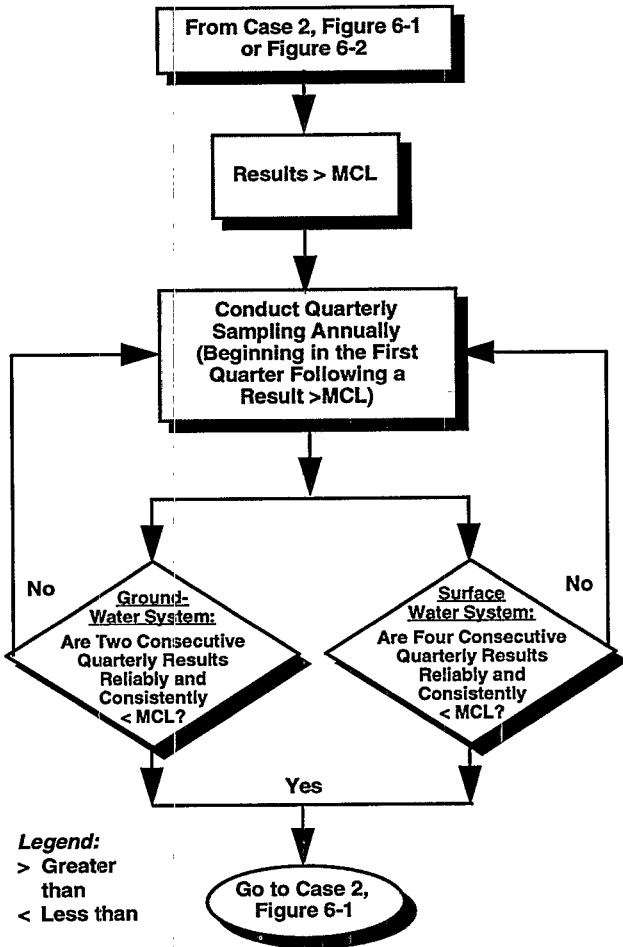 From Case 2, Figure 6-1
or Figure 6-2
Results > MCL
Conduct Quarterly
Sampling Annually
(Beginning in the First
Quarter Following a
Result >MCL)
No
Ground-
Water System:
Are Two Consecutive
Quarterly Results
Reliably and
Consistently
< MCL?
Surface
Water System:
Are Four Consecutive
Quarterly Results
Reliably and
Consistently
< MCL?
No
Yes
Legend:
> Greater
than
< Less than
Go to Case 2,
Figure 6-1